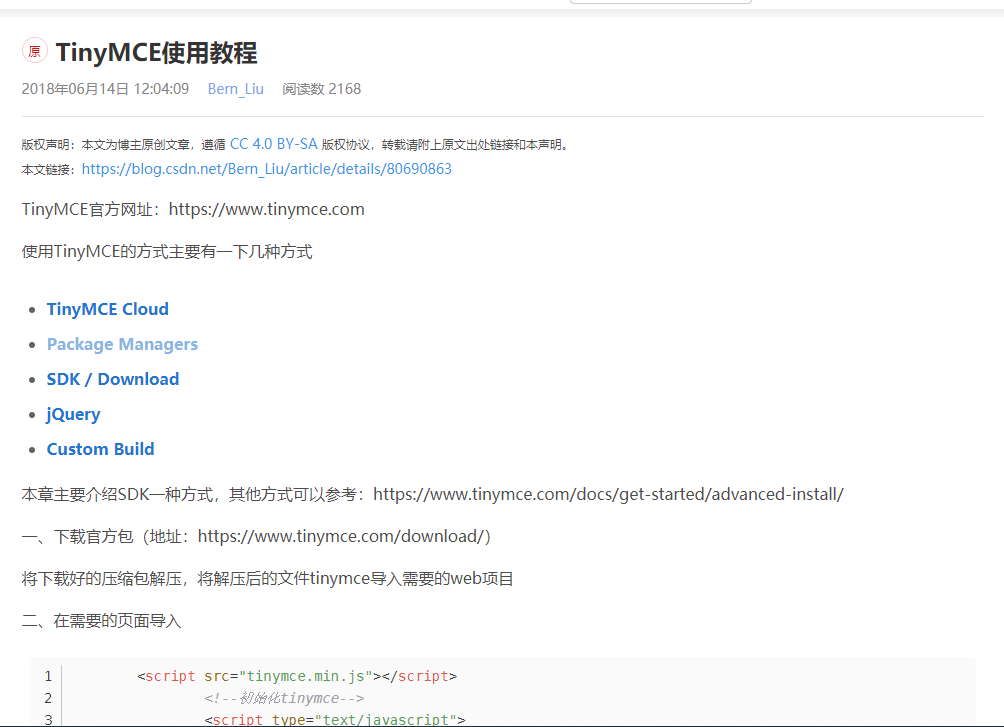 原 TinyMCE使用教程
2018年06月14日 12:04:09 Bern_Liu 阅读数 2168
版权声明：本文为博主原创文章，遵循 CC 4.0 BY-SA 版权协议，转载请附上原文出处链接和本声明。
本文链接：https://blog.csdn.net/Bern_Liu/article/details/80690863
TinyMCE官方网址：https://www.tinymce.com
使用TinyMCE的方式主要有一下几种方式
• TinyMCE Cloud
• Package Managers
• SDK / Download
• jQuery
• Custom Build
本章主要介绍SDK一种方式，其他方式可以参考：https://www.tinymce.com/docs/get-started/advanced-install/
一、下载官方包（地址：https://www.tinymce.com/download/）
将下载好的压缩包解压，将解压后的文件tinymce导入需要的web项目
二、在需要的页面导入
1 <script src="tinymce.min.js"></script>
2 <!--初始化tinymce-->
3 <script type="text/javascript">